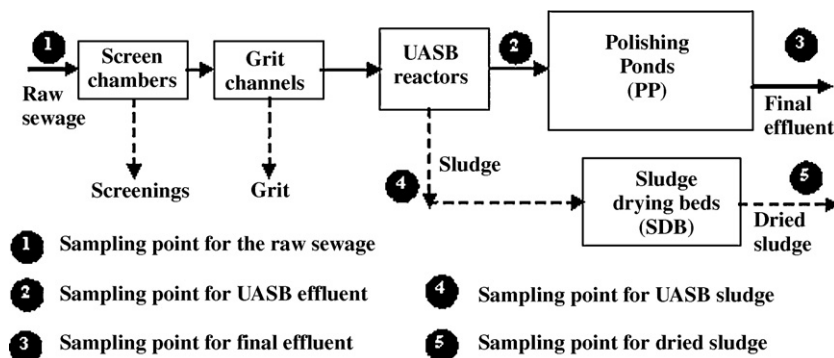 1
Raw
sewage
Screen
chambers
Screenings
Grit
channels
Grit
UASB
reactors
2
Polishing
Ponds
(PP)
3
Final
effluent
4
Sludge
Sludge
drying beds
(SDB)
5
Dried
sludge
1 Sampling point for the raw sewage
2 Sampling point for UASB effluent
3 Sampling point for final effluent
4 Sampling point for UASB sludge
5 Sampling point for dried sludge